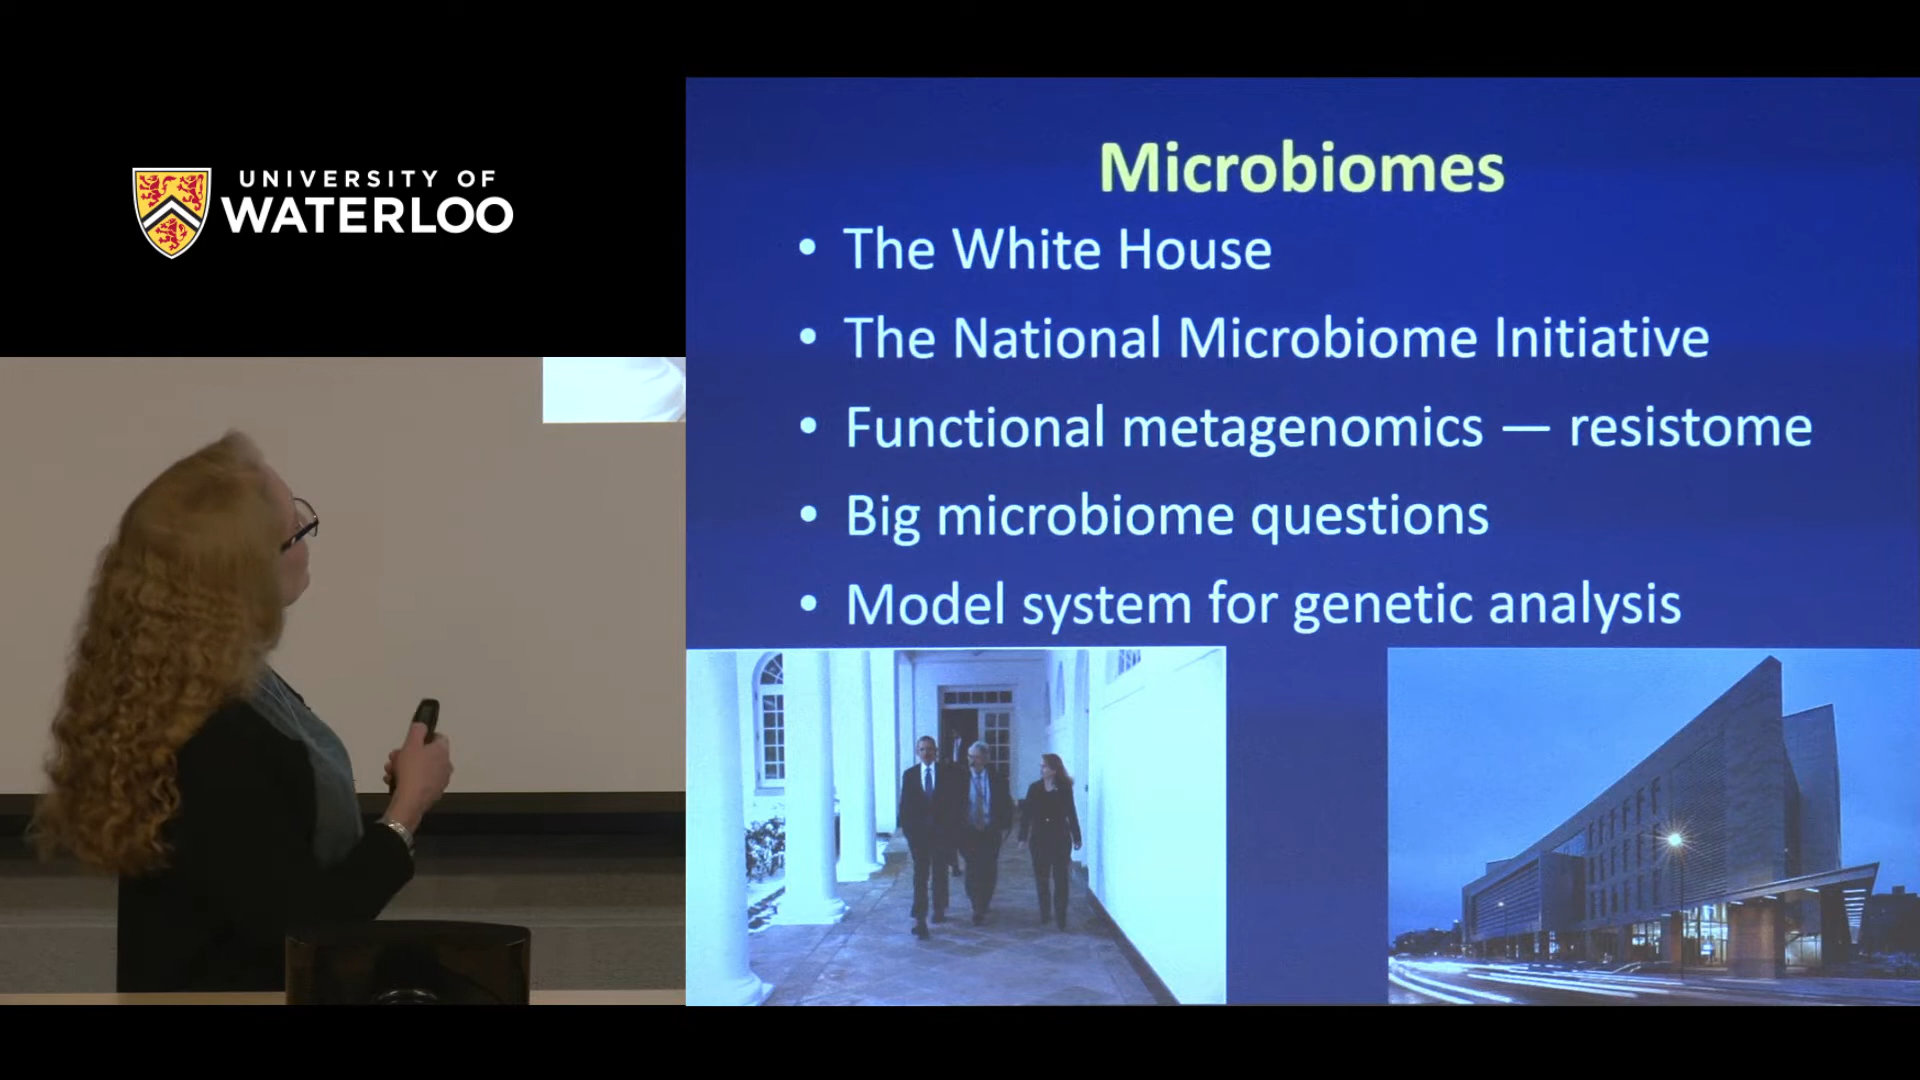 UNIVERSITY OF
WATERLOO
Microbiomes
• The White House
• The National Microbiome Initiative
• Functional metagenomics — resistome
• Big microbiome questions
• Model system for genetic analysis